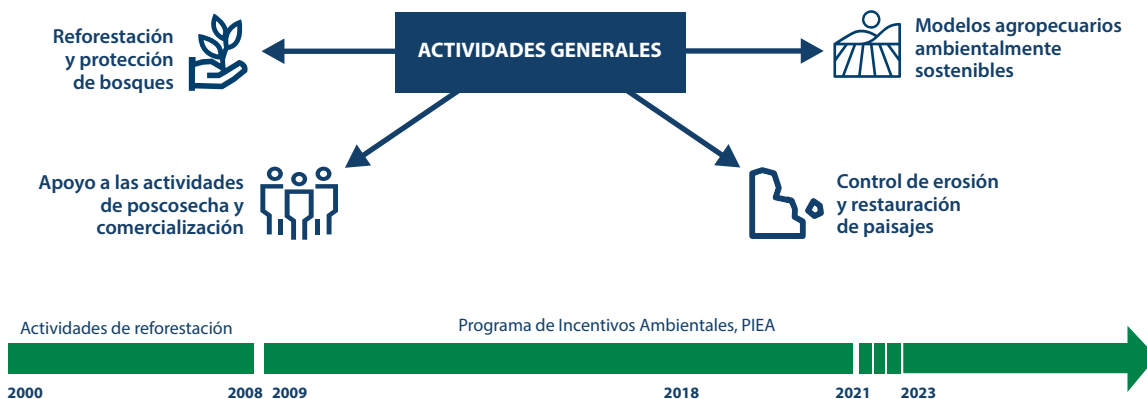 ACTIVIDADES GENERALES
Reforestación
y protección
de bosques
Modelos agropecuarios
ambientalmente
sostenibles
Apoyo a las actividades
de poscosecha y
comercialización
Control de erosión
y restauración
de paisajes
Actividades de reforestación
Programa de Incentivos Ambientales, PIEA
2000 2008 2009 2018 2021 2023